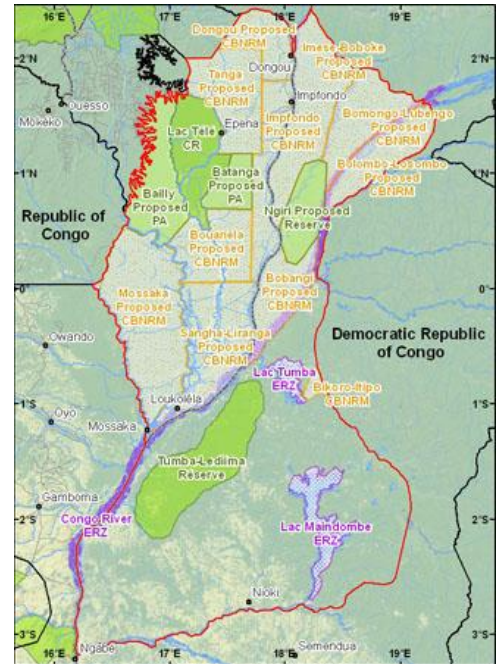 16°E
17°E
18°E
19°E
Dongou Proposed
CBNRM
Imese-Boboke
Proposed
CBNRM
2°N
2°N
Dongou
Tanga
Proposed
CBNRM
Ouesso
Mokéko
Impfondo
Impfondo
Proposed
CBNRM
Bomongo-Lubengo
Proposed
CBNRM
Lac Tele
CR
Epena
Bolombo-Losombo
Proposed
CBNRM
1°N
1°N
Batanga
Proposed
PA
Bailly
Proposed
PA
Ngiri Proposed
Reserve
Republic of
Congo
Bouanela
Proposed
CBNRM
Bobangi
Proposed
CBNRM
0°
0°
Mossaka
Proposed
CBNRM
Owando
Sangha-Liranga
Proposed
CBNRM
Democratic Republic
of Congo
Lac Tumba
ERZ
Bikoro-Itipo
CBNRM
1°S
1°S
Oyo
Loukoléla
Mossaka
Tumba-Lediima
Reserve
Gamboma
2°S
2°S
Congo River
ERZ
Lac Maindombe
ERZ
Nioki
3°S
3°S
Ngabé
Semendua
16°E
17°E
18°E
19°E